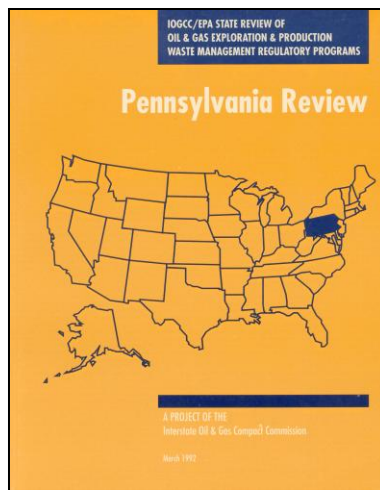 IOGCC/EPA STATE REVIEW OF
OIL & GAS EXPLORATION & PRODUCTION
WASTE MANAGEMENT REGULATORY PROGRAMS
Pennsylvania Review
A PROJECT OF THE
Interstate Oil & Gas Compact Commission
March 1992